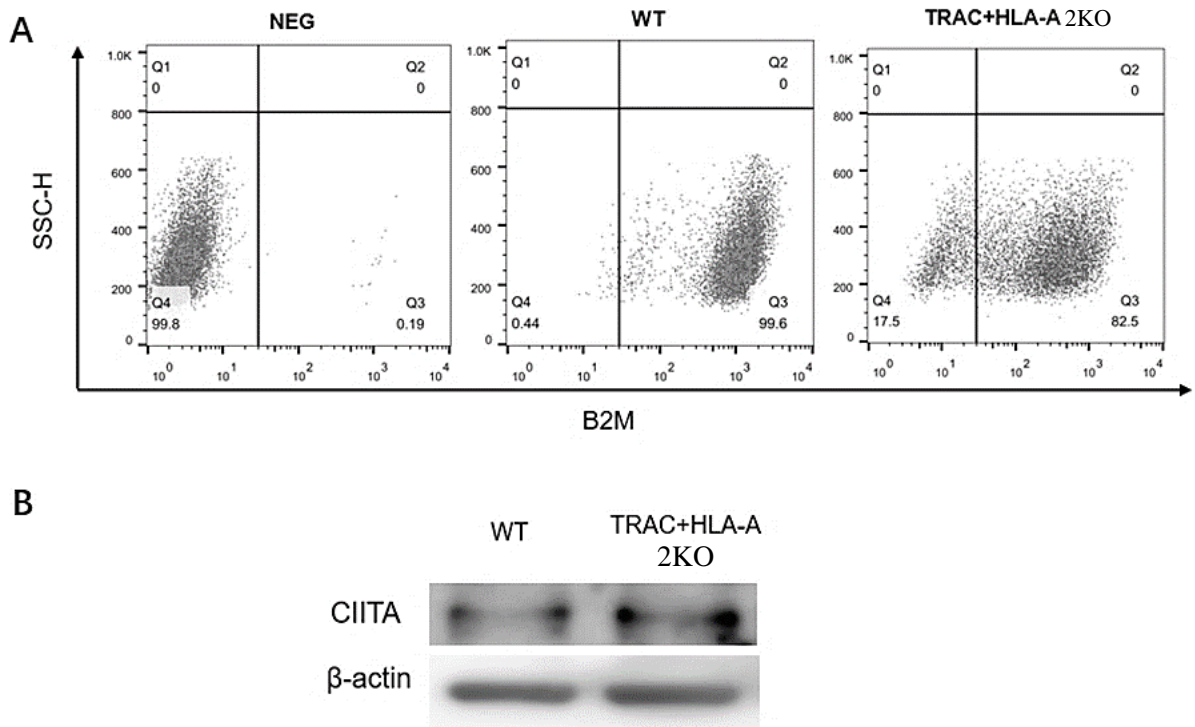 A
NEG
WT
TRAC+HLA-A 2KO
SSC-H
1.0K
800
600
400
200
0
Q1
0
Q2
0
Q4
99.8
Q3
0.19
10^0 10^1 10^2 10^3 10^4
1.0K
800
600
400
200
0
Q1
0
Q2
0
Q4
0.44
Q3
99.6
10^0 10^1 10^2 10^3 10^4
1.0K
800
600
400
200
0
Q1
0
Q2
0
Q4
17.5
Q3
82.5
10^0 10^1 10^2 10^3 10^4
B2M
B
WT
TRAC+HLA-A
2KO
CIITA
β-actin